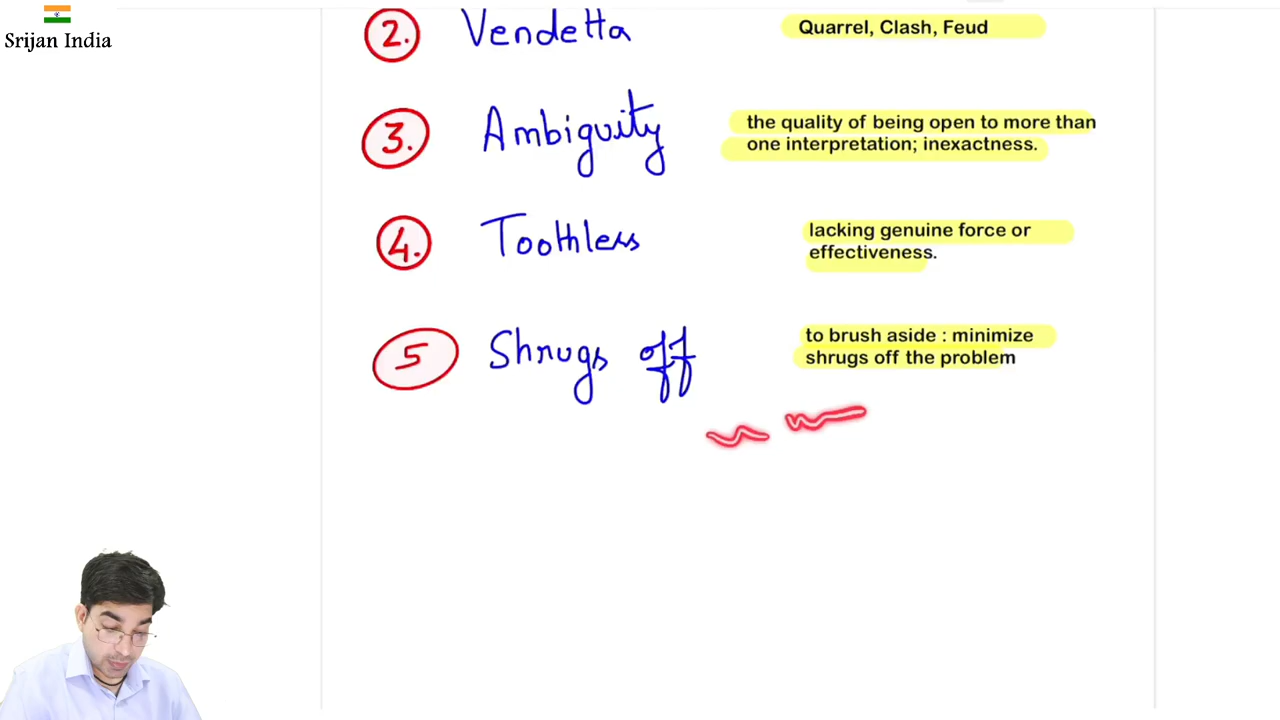 Srijan India
2. Vendetta Quarrel, Clash, Feud
3. Ambiguity the quality of being open to more than
one interpretation; inexactness.
4. Toothless lacking genuine force or
effectiveness.
5 Shrugs off to brush aside : minimize
shrugs off the problem